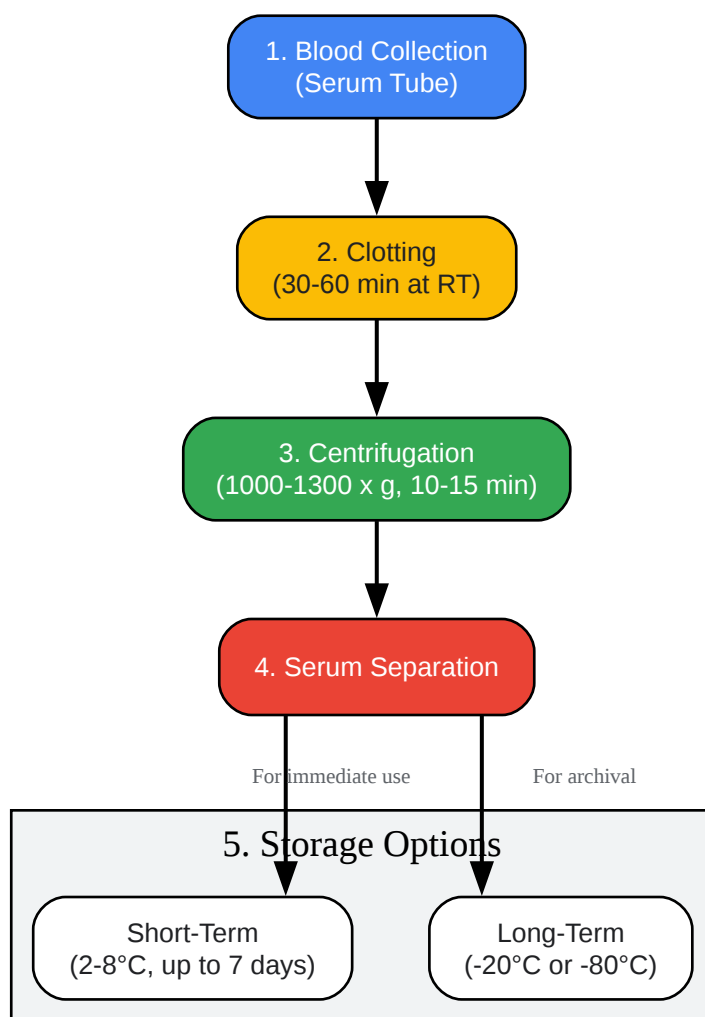 1. Blood Collection
(Serum Tube)
2. Clotting
(30-60 min at RT)
3. Centrifugation
(1000-1300 x g, 10-15 min)
4. Serum Separation
For immediate use
For archival
5. Storage Options
Short-Term
(2-8°C, up to 7 days)
Long-Term
(-20°C or -80°C)